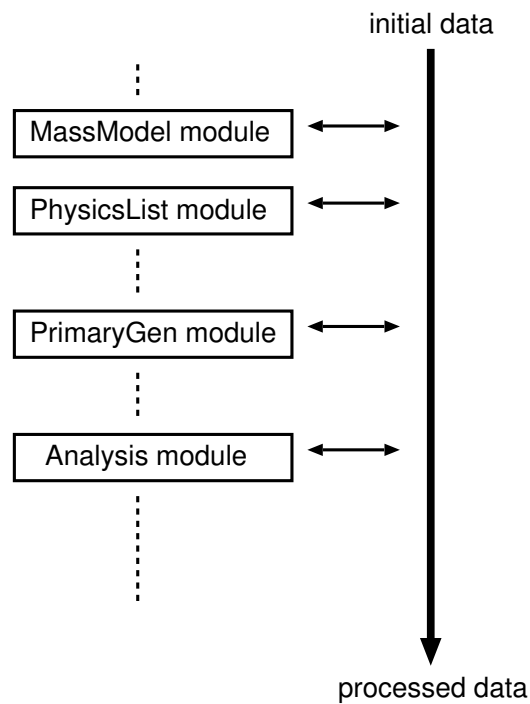 initial data
MassModel module
PhysicsList module
PrimaryGen module
Analysis module
processed data